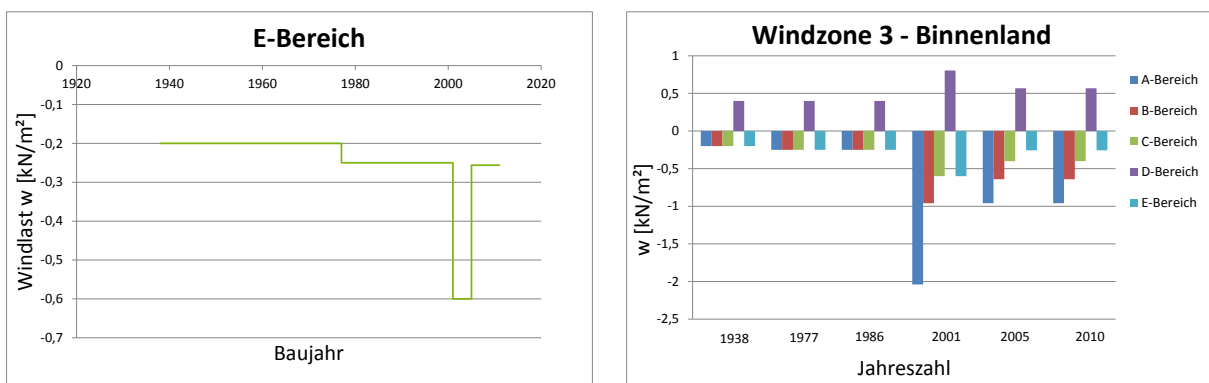 E-Bereich
Windlast w [kN/m²]
0
-0,1
-0,2
-0,3
-0,4
-0,5
-0,6
-0,7
1920 1940 1960 1980 2000 2020
Baujahr
Windzone 3 - Binnenland
w [kN/m²]
1
0,5
0
-0,5
-1
-1,5
-2
-2,5
1938 1977 1986 2001 2005 2010
Jahreszahl
A-Bereich
B-Bereich
C-Bereich
D-Bereich
E-Bereich